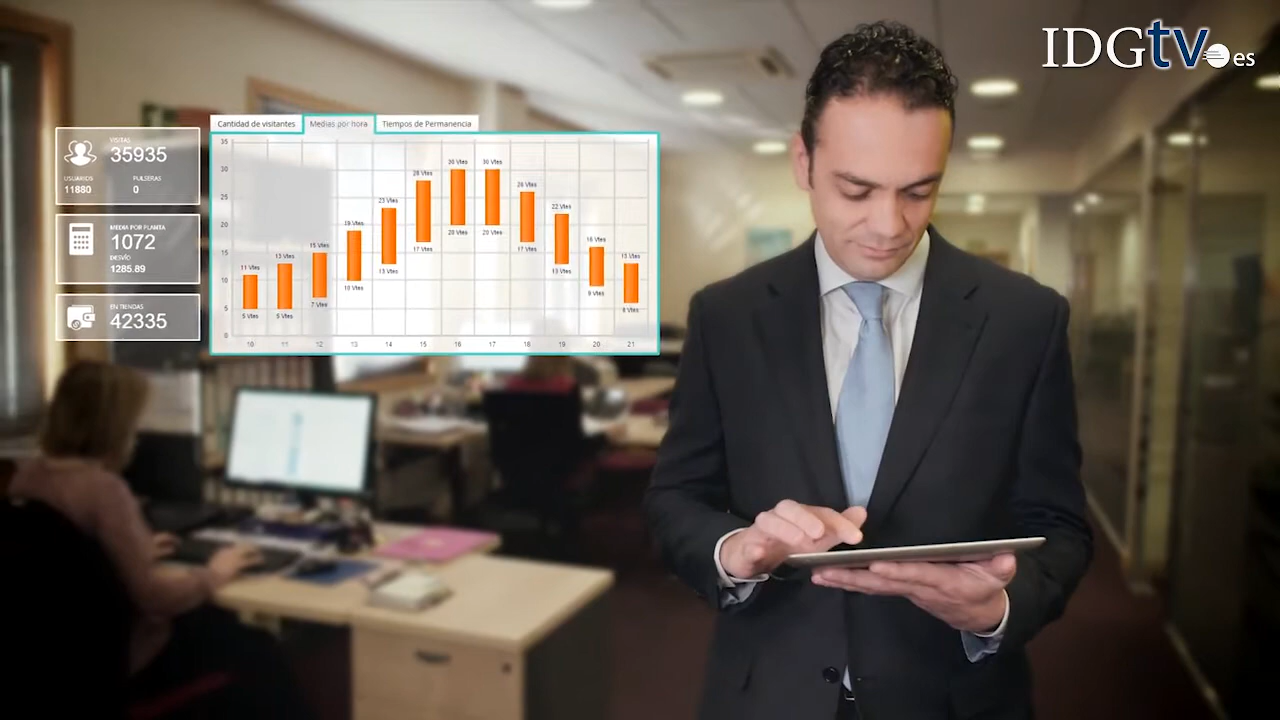 IDGtv.es
VISITAS
35935
USUARIOS PULSERAS
11880 0
MEDIA POR PLANTA
1072
DESVÍO
1285.89
EN TIENDAS
42335
Cantidad de visitantes Medias por hora Tiempos de Permanencia
35
30
25
20
15
10
5
0
11 Vtes 13 Vtes 15 Vtes 19 Vtes 23 Vtes 28 Vtes 30 Vtes 30 Vtes 26 Vtes 22 Vtes 16 Vtes 13 Vtes
5 Vtes 5 Vtes 7 Vtes 10 Vtes 13 Vtes 17 Vtes 20 Vtes 20 Vtes 17 Vtes 13 Vtes 9 Vtes 6 Vtes
10 11 12 13 14 15 16 17 18 19 20 21